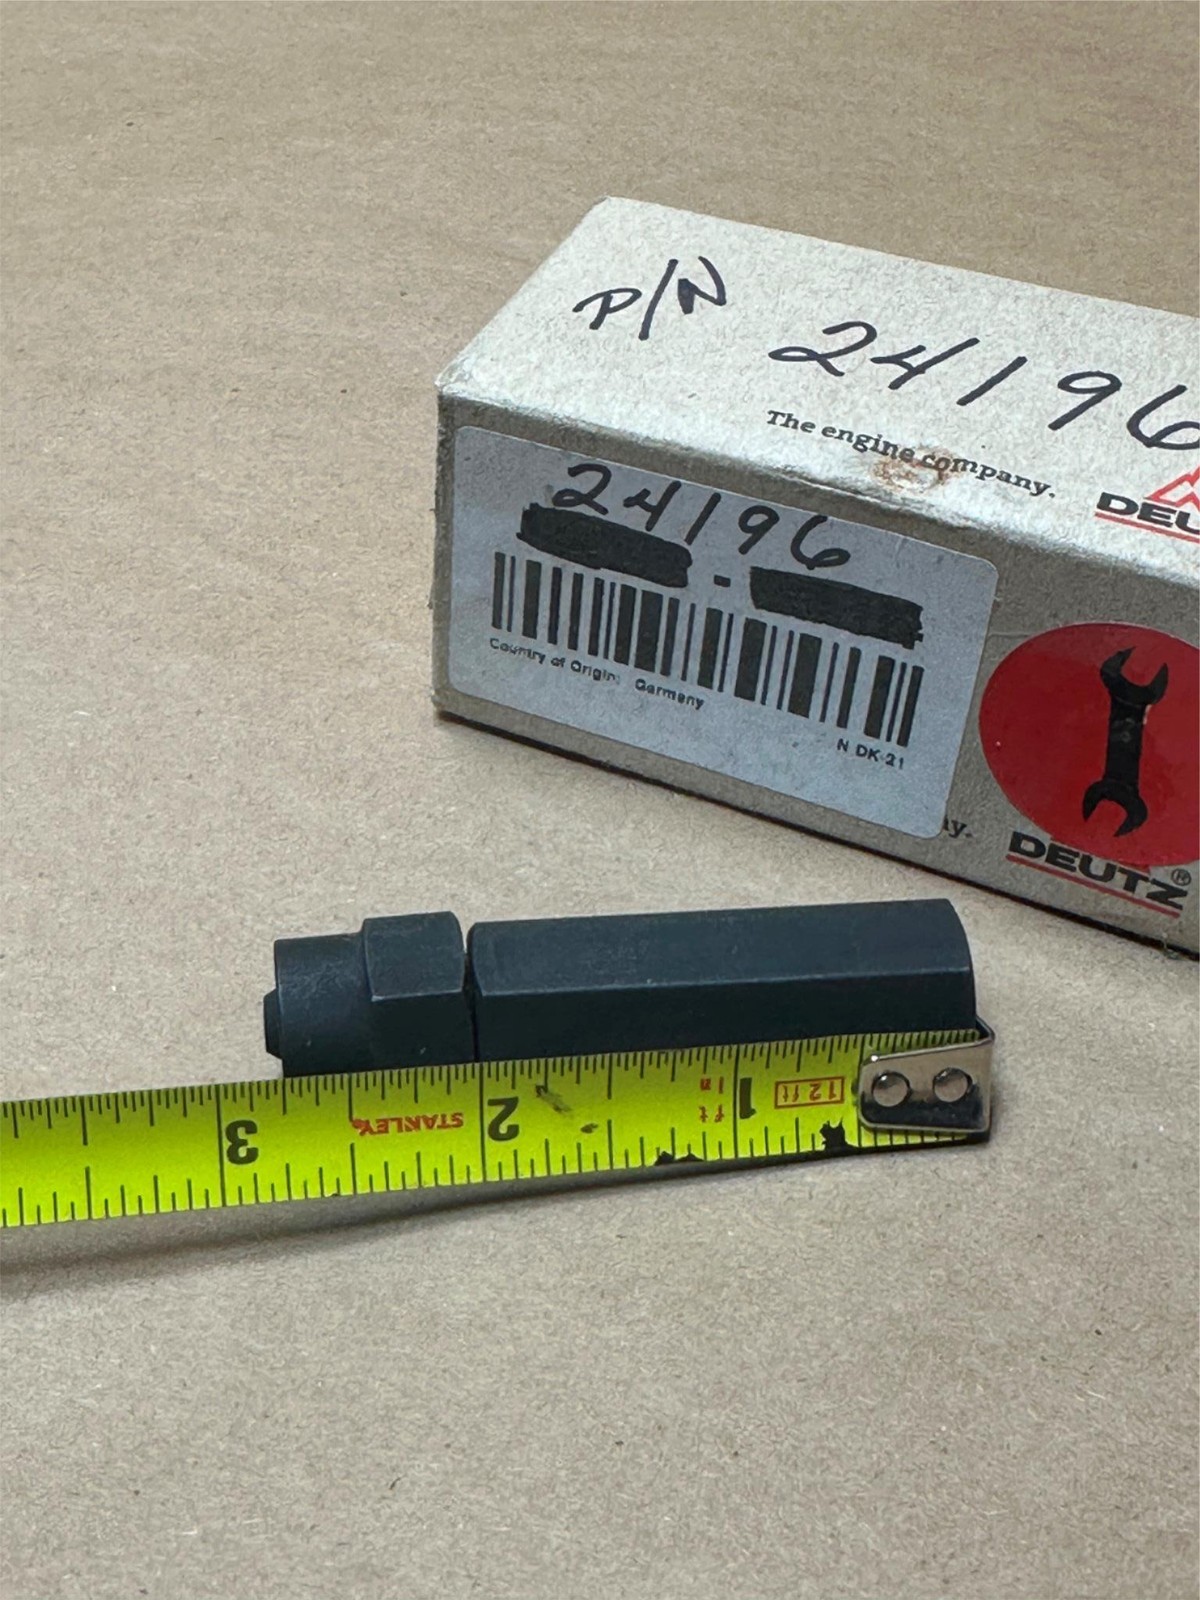 P/N 24196
The engine company.
DEU
24196
-
Country of Origin: Germany
N DK-21
ny.
DEUTZ®
3
STANLEY®
2
ft
in
1
12 ft